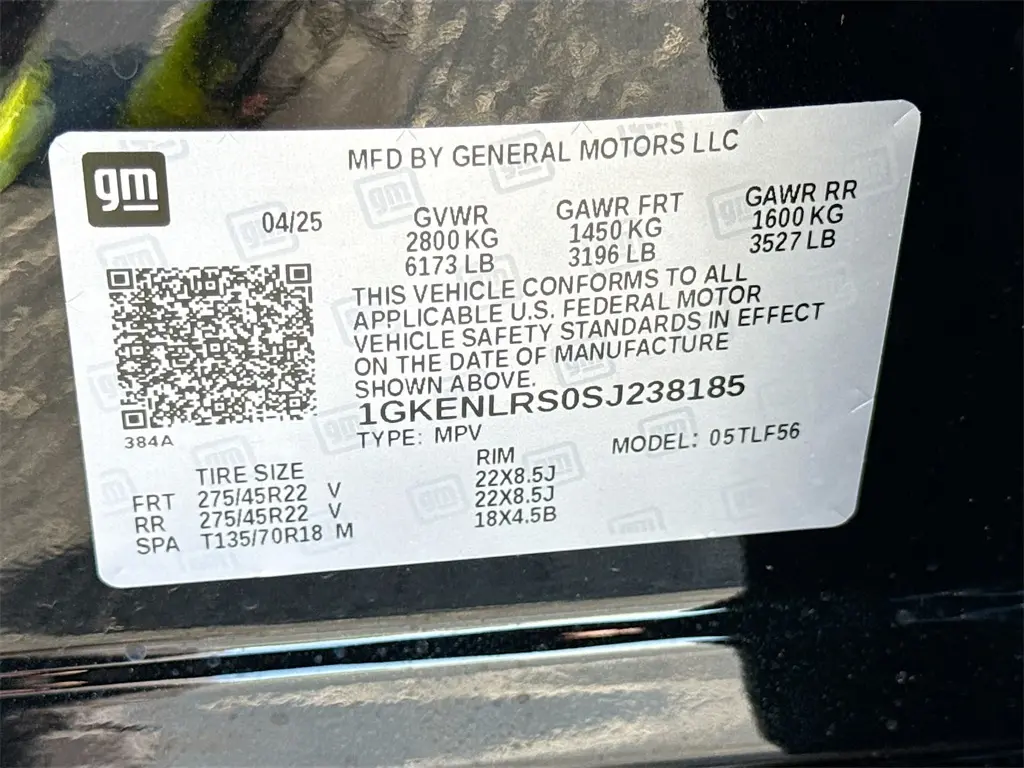 gm
MFD BY GENERAL MOTORS LLC
04/25
GVWR
2800 KG
6173 LB
GAWR FRT
1450 KG
3196 LB
GAWR RR
1600 KG
3527 LB
THIS VEHICLE CONFORMS TO ALL
APPLICABLE U.S. FEDERAL MOTOR
VEHICLE SAFETY STANDARDS IN EFFECT
ON THE DATE OF MANUFACTURE
SHOWN ABOVE.
1GKENLRS0SJ238185
384A
TYPE: MPV
MODEL: 05TLF56
TIRE SIZE RIM
FRT 275/45R22 V 22X8.5J
RR 275/45R22 V 22X8.5J
SPA T135/70R18 M 18X4.5B